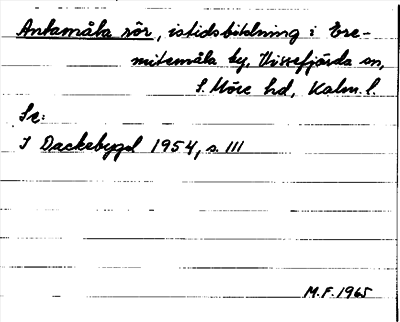 Antamåla rör, istidsbildning i Ere-
mitemåla by, Vissefjärda sn,
S. Möre hd, Kalm. l.
Se:
I Dackebygd 1954, s. 111
M.F. 1965